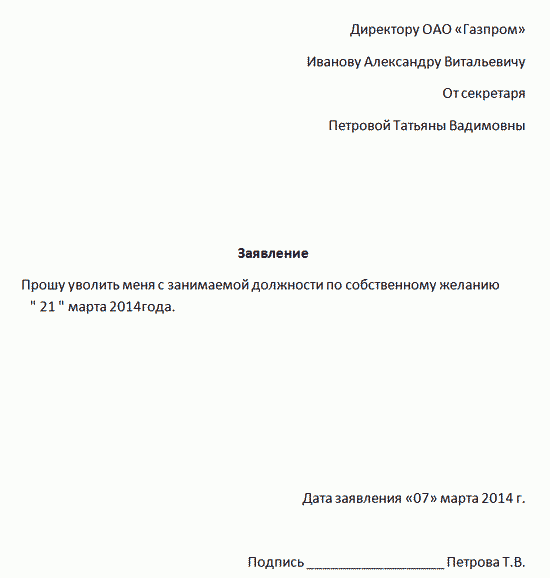 Директору ОАО «Газпром»
Иванову Александру Витальевичу
От секретаря
Петровой Татьяны Вадимовны
Заявление
Прошу уволить меня с занимаемой должности по собственному желанию
" 21 " марта 2014года.
Дата заявления «07» марта 2014 г.
Подпись __________________ Петрова Т.В.